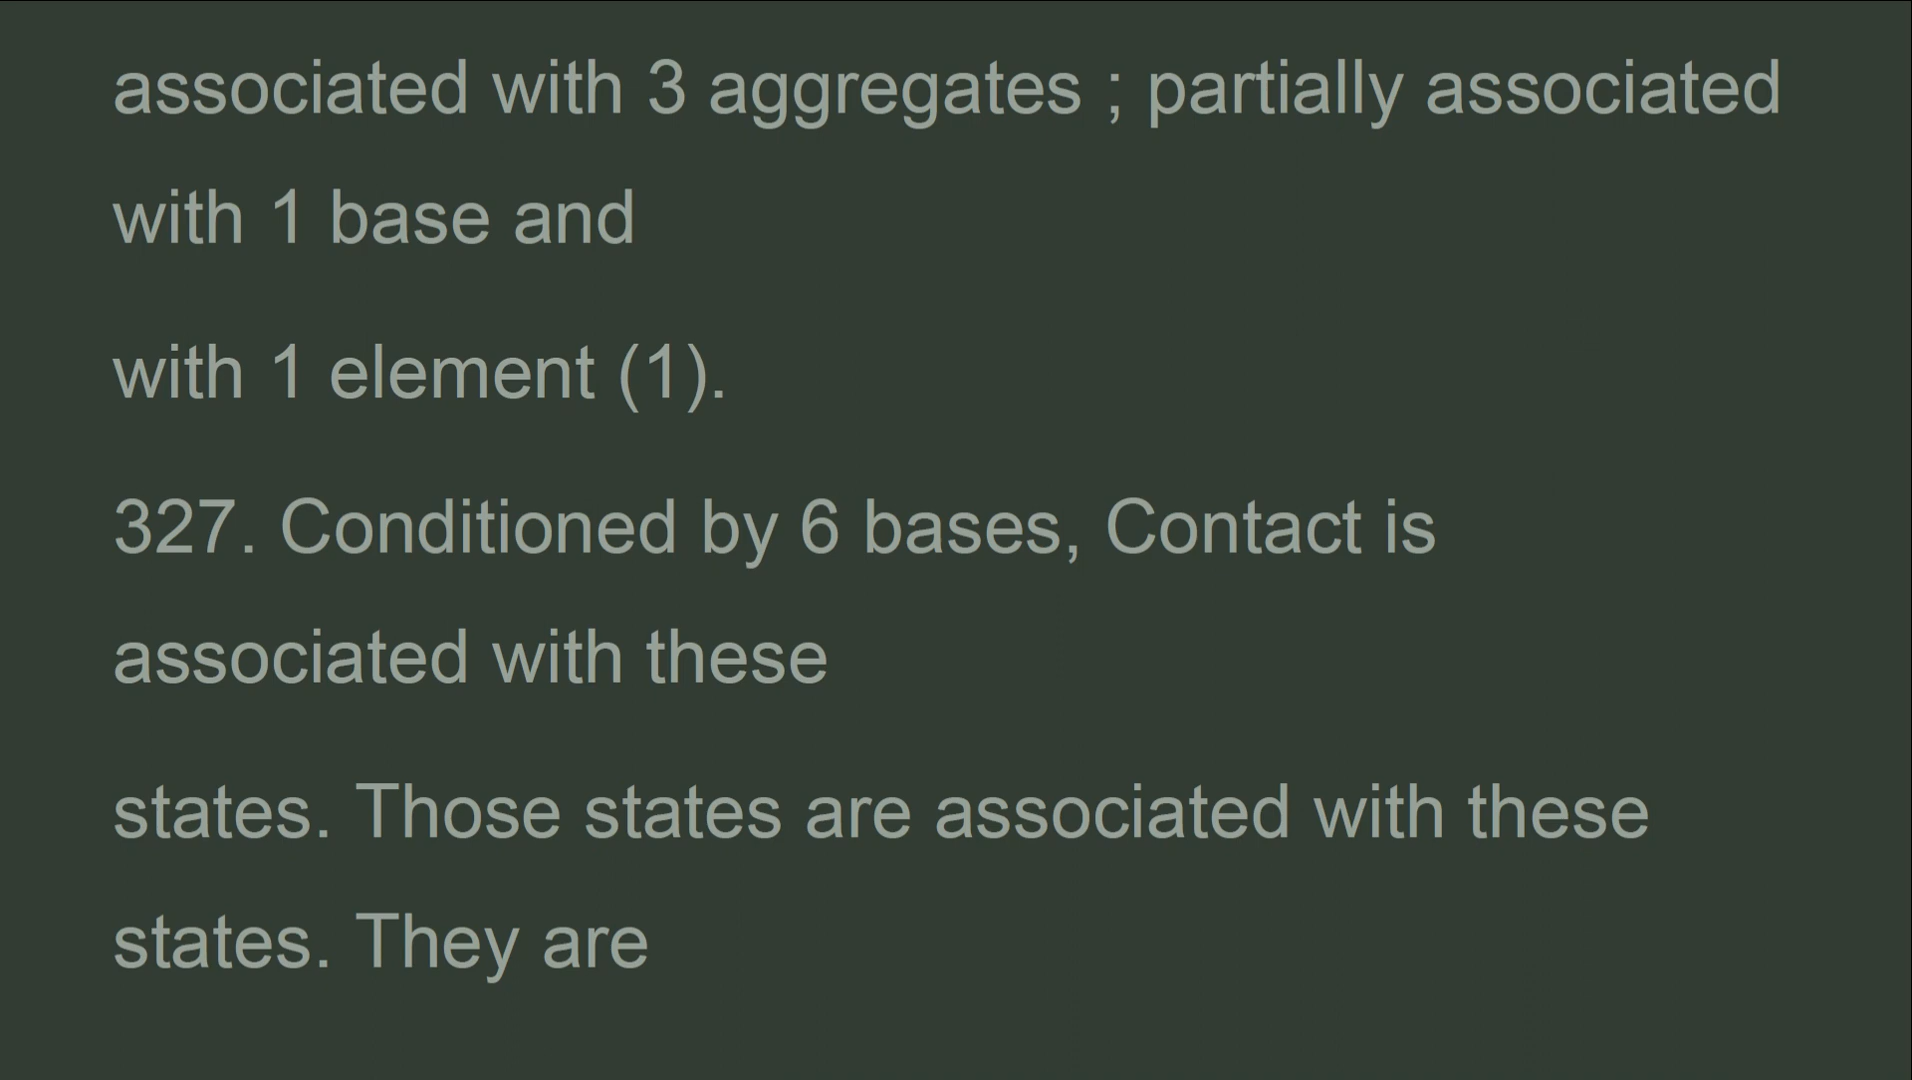 associated with 3 aggregates ; partially associated
with 1 base and
with 1 element (1).
327. Conditioned by 6 bases, Contact is
associated with these
states. Those states are associated with these
states. They are